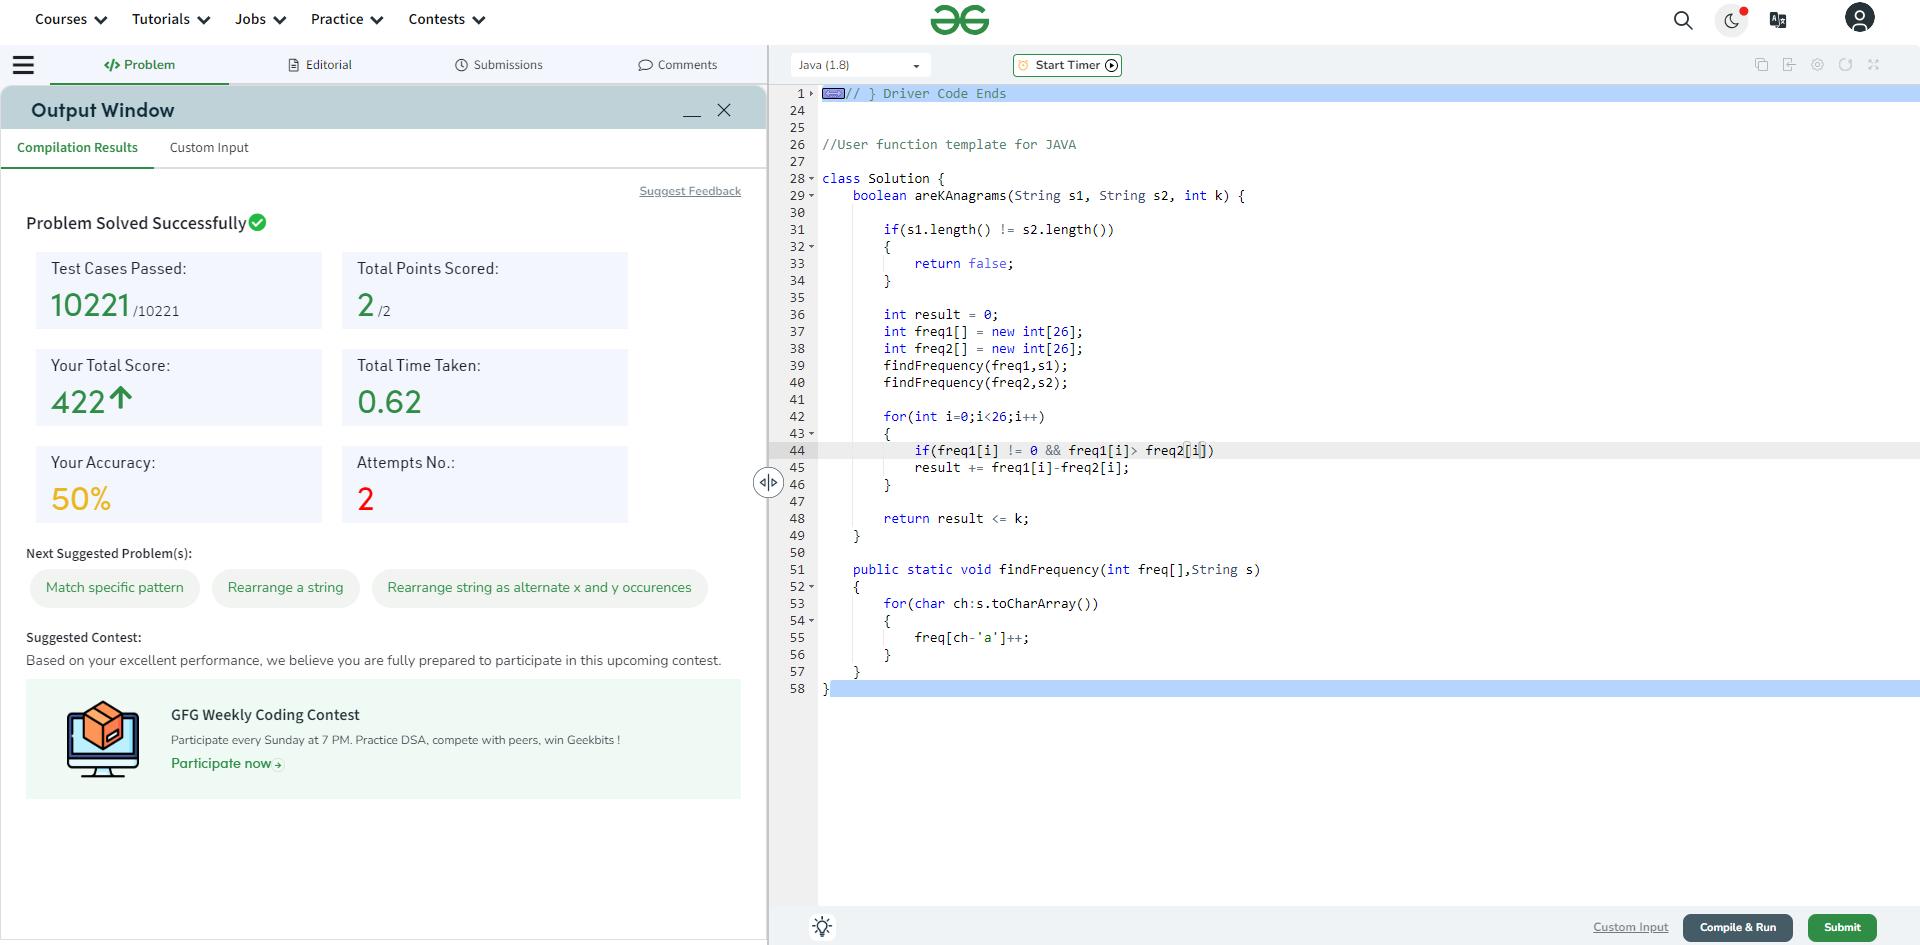 Courses Tutorials Jobs Practice Contests
</> Problem Editorial Submissions Comments
Output Window
Compilation Results Custom Input
Suggest Feedback
Problem Solved Successfully
Test Cases Passed:
10221 /10221
Total Points Scored:
2 /2
Your Total Score:
422
Total Time Taken:
0.62
Your Accuracy:
50%
Attempts No.:
2
Next Suggested Problem(s):
Match specific pattern Rearrange a string Rearrange string as alternate x and y occurences
Suggested Contest:
Based on your excellent performance, we believe you are fully prepared to participate in this upcoming contest.
GFG Weekly Coding Contest
Participate every Sunday at 7 PM. Practice DSA, compete with peers, win Geekbits !
Participate now
Java (1.8) Start Timer
1 // } Driver Code Ends
24
25
26 //User function template for JAVA
27
28 class Solution {
29 boolean areKAnagrams(String s1, String s2, int k) {
30
31 if(s1.length() != s2.length())
32 {
33 return false;
34 }
35
36 int result = 0;
37 int freq1[] = new int[26];
38 int freq2[] = new int[26];
39 findFrequency(freq1,s1);
40 findFrequency(freq2,s2);
41
42 for(int i=0;i<26;i++)
43 {
44 if(freq1[i] != 0 && freq1[i]> freq2[i])
45 result += freq1[i]-freq2[i];
46 }
47
48 return result <= k;
49 }
50
51 public static void findFrequency(int freq[],String s)
52 {
53 for(char ch:s.toCharArray())
54 {
55 freq[ch-'a']++;
56 }
57 }
58 }
Custom Input Compile & Run Submit